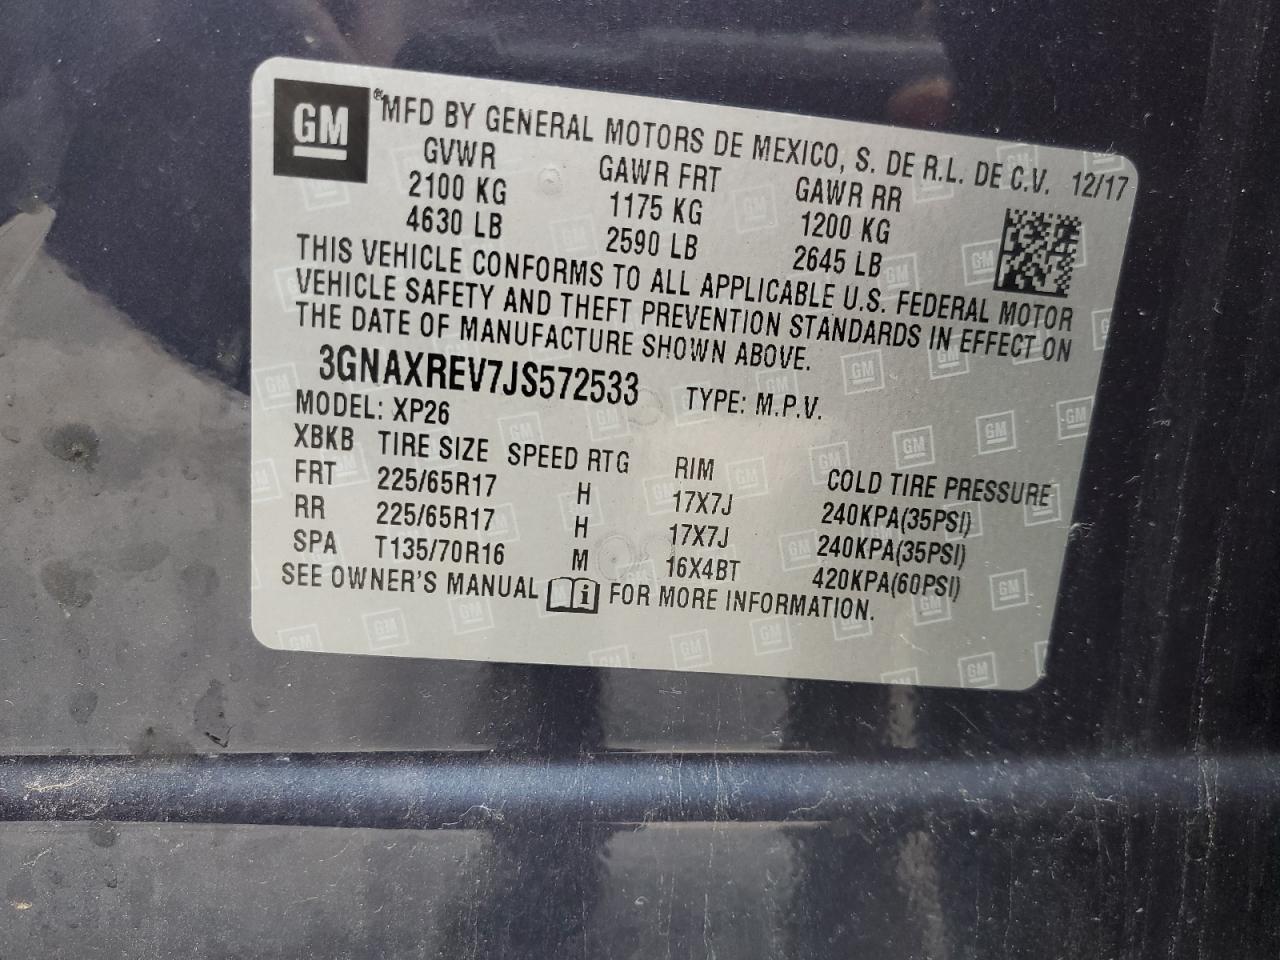 GM
®MFD BY GENERAL MOTORS DE MEXICO, S. DE R.L. DE C.V. 12/17
GVWR GAWR FRT GAWR RR
2100 KG 1175 KG 1200 KG
4630 LB 2590 LB 2645 LB
THIS VEHICLE CONFORMS TO ALL APPLICABLE U.S. FEDERAL MOTOR
VEHICLE SAFETY AND THEFT PREVENTION STANDARDS IN EFFECT ON
THE DATE OF MANUFACTURE SHOWN ABOVE.
3GNAXREV7JS572533 TYPE: M.P.V.
MODEL: XP26
XBKB TIRE SIZE SPEED RTG RIM COLD TIRE PRESSURE
FRT 225/65R17 H 17X7J 240KPA(35PSI)
RR 225/65R17 H 17X7J 240KPA(35PSI)
SPA T135/70R16 M 16X4BT 420KPA(60PSI)
SEE OWNER'S MANUAL i FOR MORE INFORMATION.